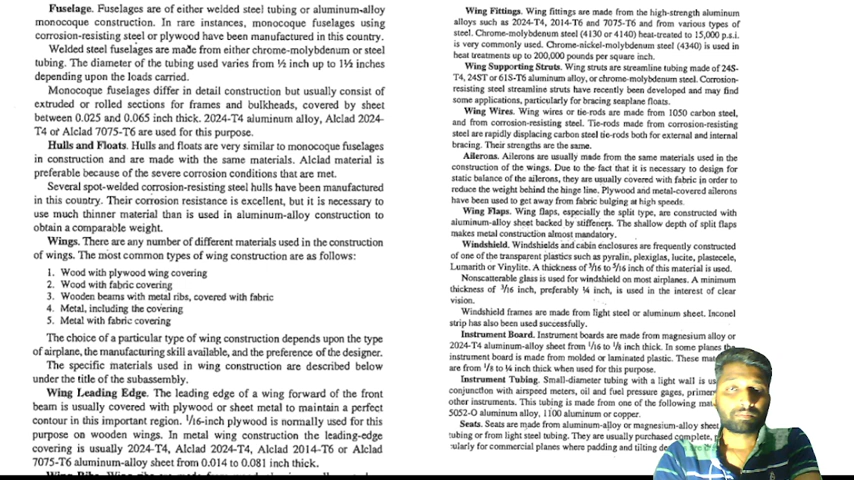 Fuselage. Fuselages are of either welded steel tubing or aluminum-alloy
monocoque construction. In rare instances, monocoque fuselages using
corrosion-resisting steel or plywood have been manufactured in this country.
Welded steel fuselages are made from either chrome-molybdenum or steel
tubing. The diameter of the tubing used varies from ½ inch up to 1½ inches
depending upon the loads carried.
Monocoque fuselages differ in detail construction but usually consist of
extruded or rolled sections for frames and bulkheads, covered by sheet
between 0.025 and 0.065 inch thick. 2024-T4 aluminum alloy, Alclad 2024-
T4 or Alclad 7075-T6 are used for this purpose.
Hulls and Floats. Hulls and floats are very similar to monocoque fuselages
in construction and are made with the same materials. Alclad material is
preferable because of the severe corrosion conditions that are met.
Several spot-welded corrosion-resisting steel hulls have been manufactured
in this country. Their corrosion resistance is excellent, but it is necessary to
use much thinner material than is used in aluminum-alloy construction to
obtain a comparable weight.
Wings. There are any number of different materials used in the construction
of wings. The most common types of wing construction are as follows:
1. Wood with plywood wing covering
2. Wood with fabric covering
3. Wooden beams with metal ribs, covered with fabric
4. Metal, including the covering
5. Metal with fabric covering
The choice of a particular type of wing construction depends upon the type
of airplane, the manufacturing skill available, and the preference of the designer.
The specific materials used in wing construction are described below
under the title of the subassembly.
Wing Leading Edge. The leading edge of a wing forward of the front
beam is usually covered with plywood or sheet metal to maintain a perfect
contour in this important region. 1/16-inch plywood is normally used for this
purpose on wooden wings. In metal wing construction the leading-edge
covering is usually 2024-T4, Alclad 2024-T4, Alclad 2014-T6 or Alclad
7075-T6 aluminum-alloy sheet from 0.014 to 0.081 inch thick.
Wing Fittings. Wing fittings are made from the high-strength aluminum
alloys such as 2024-T4, 2014-T6 and 7075-T6 and from various types of
steel. Chrome-molybdenum steel (4130 or 4140) heat-treated to 15,000 p.s.i.
is very commonly used. Chrome-nickel-molybdenum steel (4340) is used in
heat treatments up to 200,000 pounds per square inch.
Wing Supporting Struts. Wing struts are streamline tubing made of 24S-
T4, 24ST or 61S-T6 aluminum alloy, or chrome-molybdenum steel. Corrosion-
resisting steel streamline struts have recently been developed and may find
some applications, particularly for bracing seaplane floats.
Wing Wires. Wing wires or tie-rods are made from 1050 carbon steel,
and from corrosion-resisting steel. Tie-rods made from corrosion-resisting
steel are rapidly displacing carbon steel tie-rods both for external and internal
bracing. Their strengths are the same.
Ailerons. Ailerons are usually made from the same materials used in the
construction of the wings. Due to the fact that it is necessary to design for
static balance of the ailerons, they are usually covered with fabric in order to
reduce the weight behind the hinge line. Plywood and metal-covered ailerons
have been used to get away from fabric bulging at high speeds.
Wing Flaps. Wing flaps, especially the split type, are constructed with
aluminum-alloy sheet backed by stiffeners. The shallow depth of split flaps
makes metal construction almost mandatory.
Windshield. Windshields and cabin enclosures are frequently constructed
of one of the transparent plastics such as pyralin, plexiglas, lucite, plastecele,
Lumarith or Vinylite. A thickness of 3/16 to 5/16 inch of this material is used.
Nonscatterable glass is used for windshield on most airplanes. A minimum
thickness of 3/16 inch, preferably ¼ inch, is used in the interest of clear
vision.
Windshield frames are made from light steel or aluminum sheet. Inconel
strip has also been used successfully.
Instrument Board. Instrument boards are made from magnesium alloy or
2024-T4 aluminum-alloy sheet from 1/16 to 1/8 inch thick. In some planes the
instrument board is made from molded or laminated plastic. These
are from 1/8 to ¼ inch thick when used for this purpose.
Instrument Tubing. Small-diameter tubing with a light wall is
conjunction with airspeed meters, oil and fuel pressure gages,
other instruments. This tubing is made from one of the following
5052-O aluminum alloy, 1100 aluminum or copper.
Seats. Seats are made from aluminum-alloy or magnesium-alloy
tubing or from light steel tubing. They are usually purchased complete,
ularly for commercial planes where padding and tilting